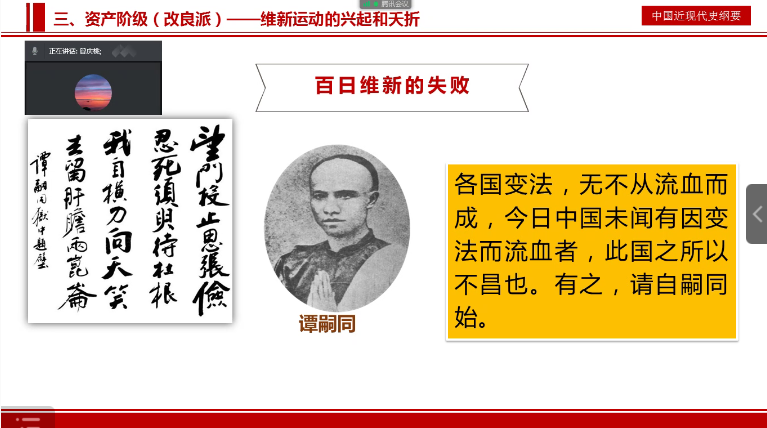 腾讯会议
三、资产阶级（改良派）——维新运动的兴起和夭折
中国近现代史纲要
正在讲话:
百日维新的失败
望门投止思张俭
忍死须臾待杜根
我自横刀向天笑
去留肝胆两昆仑
谭嗣同狱中题壁
谭嗣同
各国变法，无不从流血而
成，今日中国未闻有因变
法而流血者，此国之所以
不昌也。有之，请自嗣同
始。